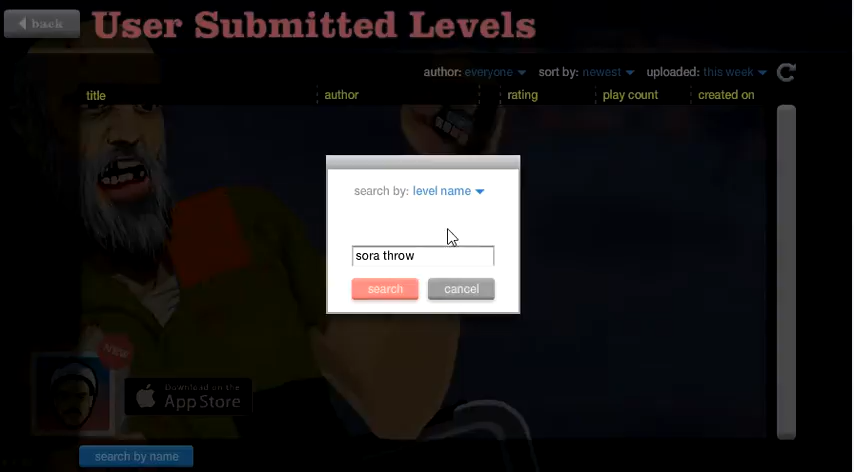 back
User Submitted Levels
author: everyone sort by: newest uploaded: this week
title author rating play count created on
search by: level name
sora throw
search cancel
NEW
Download on the
App Store
search by name